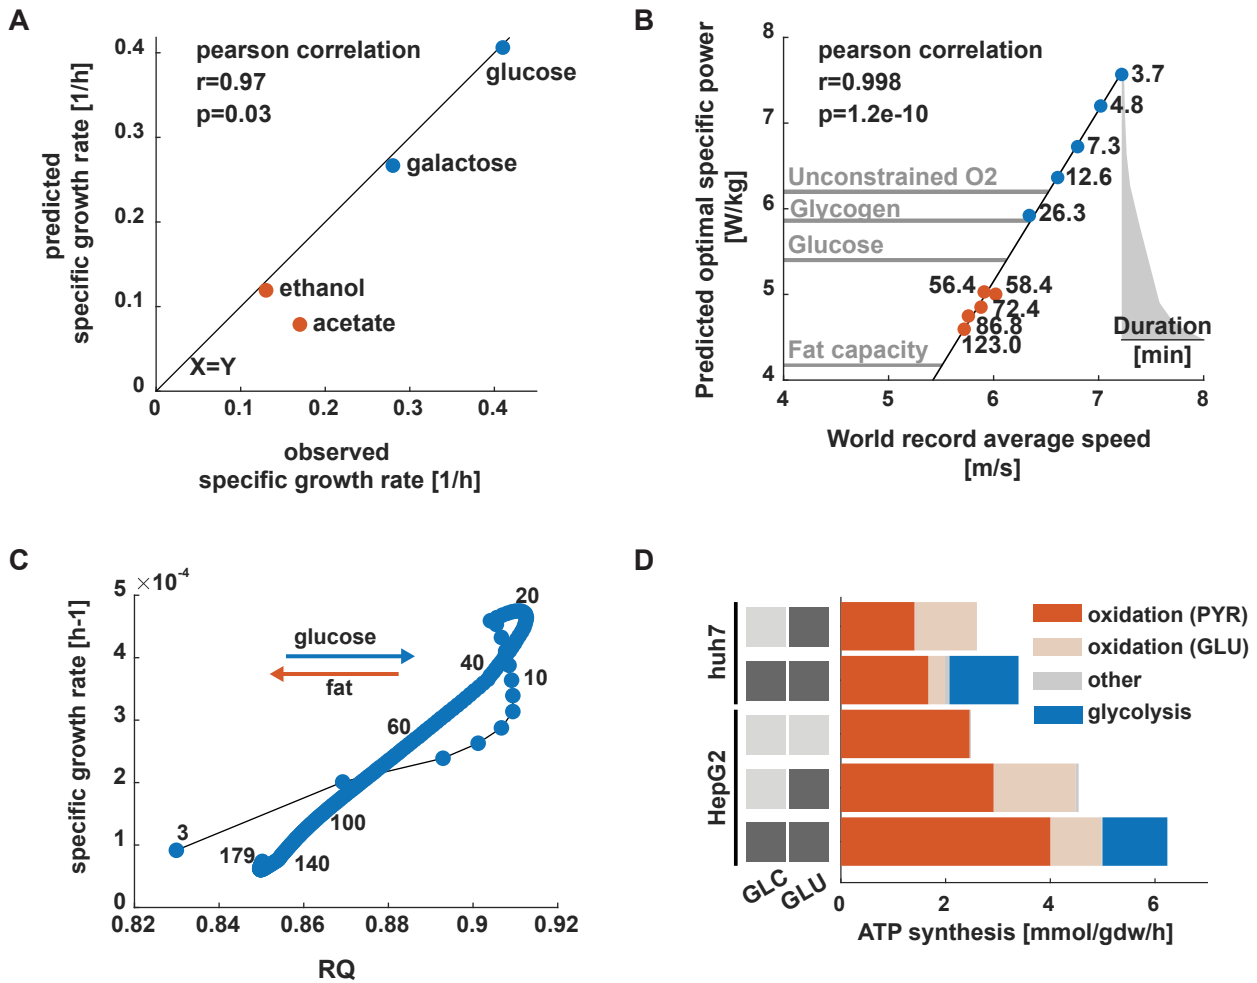 A
pearson correlation
r=0.97
p=0.03
glucose
galactose
ethanol
acetate
X=Y
0.4
0.3
0.2
0.1
0
0
0.1
0.2
0.3
0.4
predicted
specific growth rate [1/h]
observed
specific growth rate [1/h]
B
pearson correlation
r=0.998
p=1.2e-10
3.7
4.8
7.3
12.6
26.3
56.4
58.4
72.4
86.8
123.0
Unconstrained O2
Glycogen
Glucose
Fat capacity
Duration
[min]
8
7
6
5
4
4
5
6
7
8
Predicted optimal specific power
[W/kg]
World record average speed
[m/s]
C
×10-4
5
4
3
2
1
0
0.82
0.84
0.86
0.88
0.9
0.92
glucose
fat
20
40
10
60
100
3
179
140
specific growth rate [h-1]
RQ
D
huh7
HepG2
GLC
GLU
oxidation (PYR)
oxidation (GLU)
other
glycolysis
0
2
4
6
ATP synthesis [mmol/gdw/h]